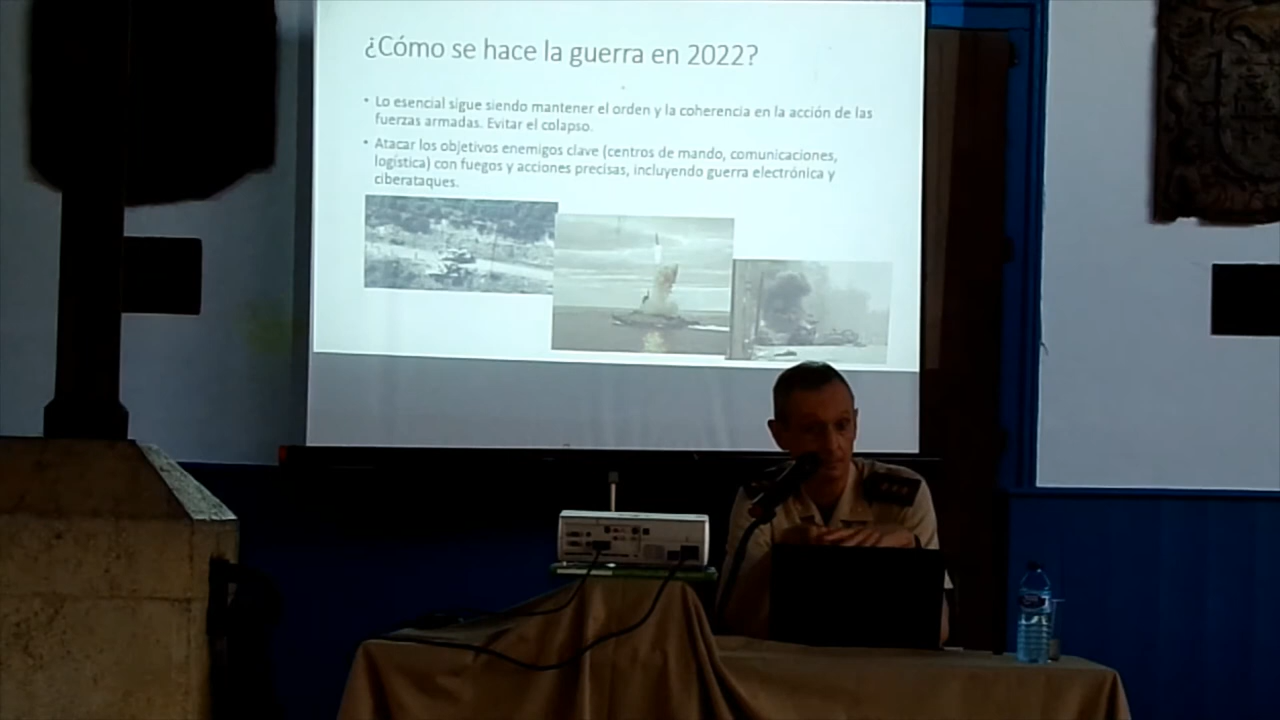 ¿Cómo se hace la guerra en 2022?
• Lo esencial sigue siendo mantener el orden y la coherencia en la acción de las
fuerzas armadas. Evitar el colapso.
• Atacar los objetivos enemigos clave (centros de mando, comunicaciones,
logística) con fuegos y acciones precisas, incluyendo guerra electrónica y
ciberataques.